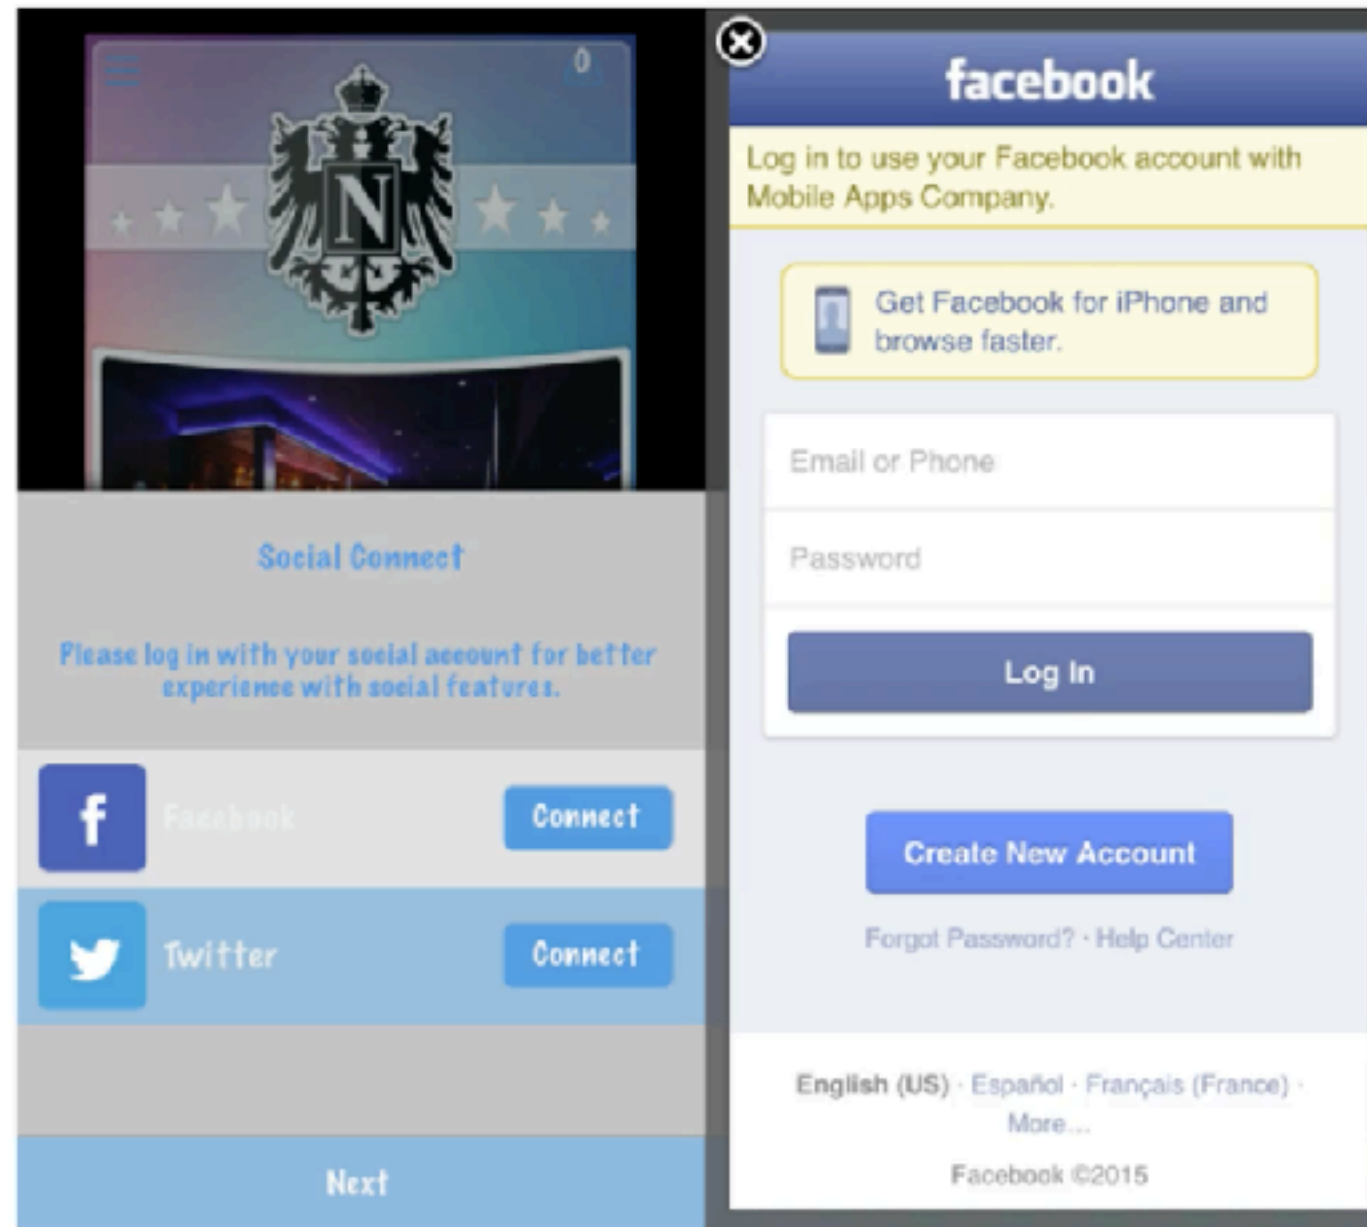 0
N
Social Connect
Please log in with your social account for better
experience with social features.
f
Facebook
Connect
Twitter
Connect
Next
facebook
Log in to use your Facebook account with
Mobile Apps Company.
Get Facebook for iPhone and
browse faster.
Email or Phone
Password
Log In
Create New Account
Forgot Password? · Help Center
English (US) · Español · Français (France) ·
More...
Facebook ©2015